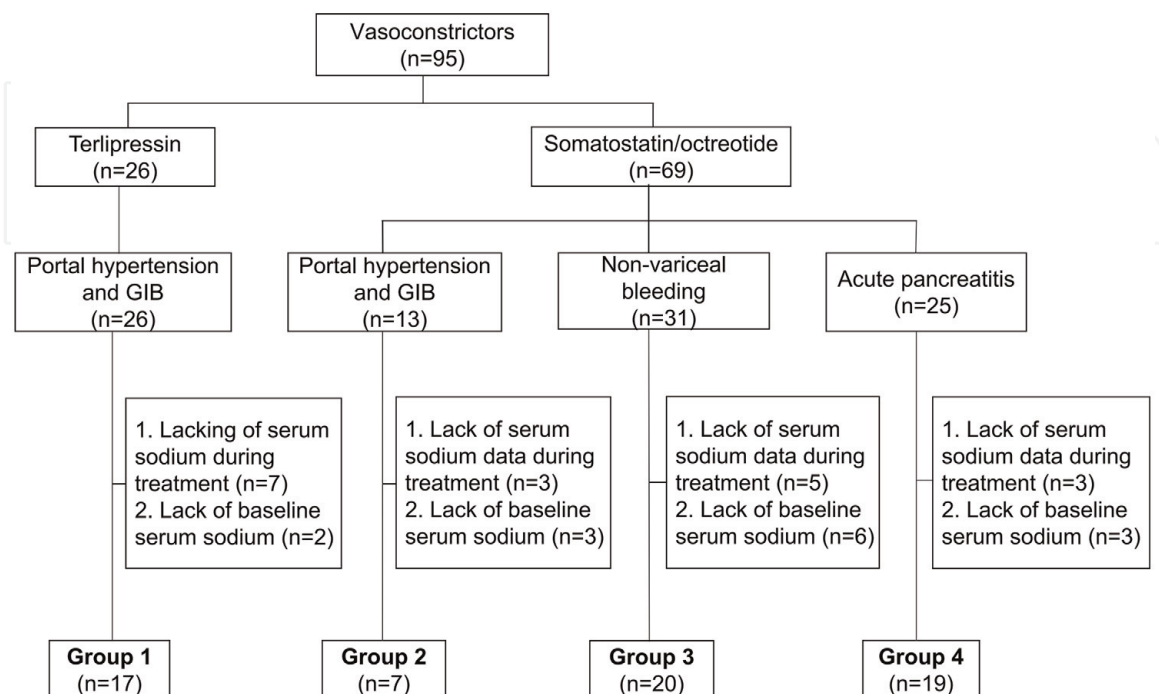 Vasoconstrictors
(n=95)
Terlipressin
(n=26)
Somatostatin/octreotide
(n=69)
Portal hypertension
and GIB
(n=26)
Portal hypertension
and GIB
(n=13)
Non-variceal
bleeding
(n=31)
Acute pancreatitis
(n=25)
1. Lacking of serum
sodium during
treatment (n=7)
2. Lack of baseline
serum sodium (n=2)
1. Lack of serum
sodium data during
treatment (n=3)
2. Lack of baseline
serum sodium (n=3)
1. Lack of serum
sodium data during
treatment (n=5)
2. Lack of baseline
serum sodium (n=6)
1. Lack of serum
sodium data during
treatment (n=3)
2. Lack of baseline
serum sodium (n=3)
Group 1
(n=17)
Group 2
(n=7)
Group 3
(n=20)
Group 4
(n=19)